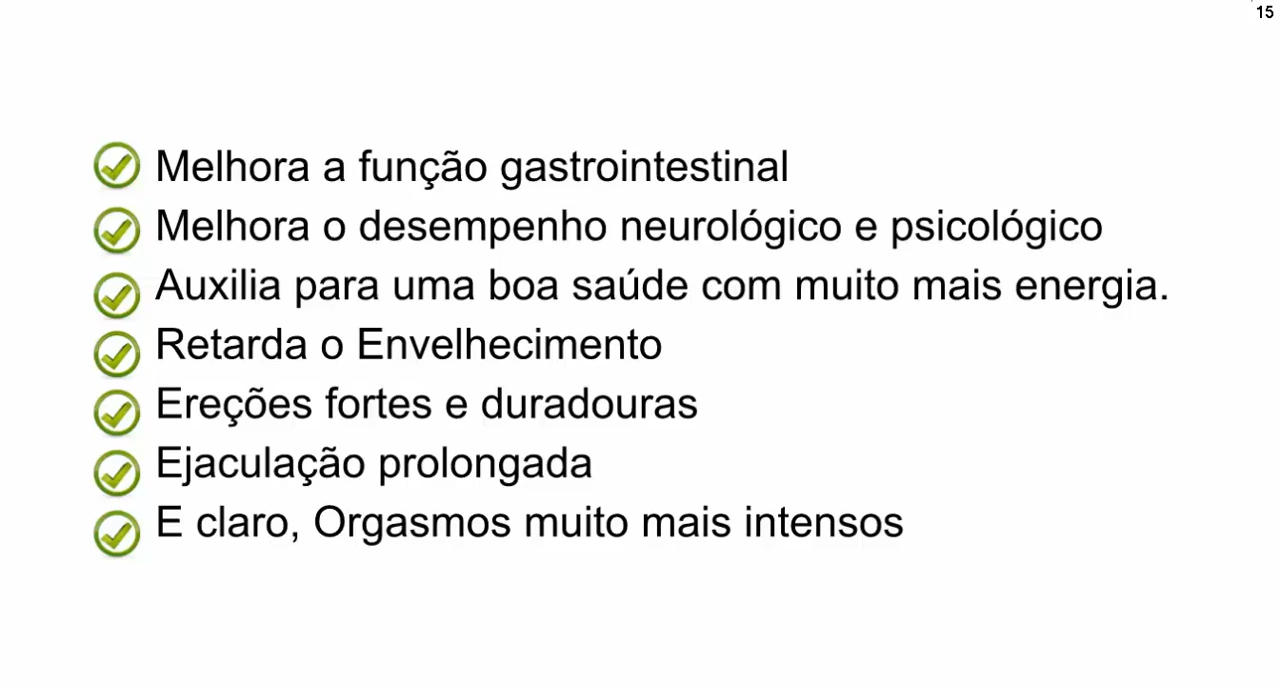 15
Melhora a função gastrointestinal
Melhora o desempenho neurológico e psicológico
Auxilia para uma boa saúde com muito mais energia.
Retarda o Envelhecimento
Ereções fortes e duradouras
Ejaculação prolongada
E claro, Orgasmos muito mais intensos